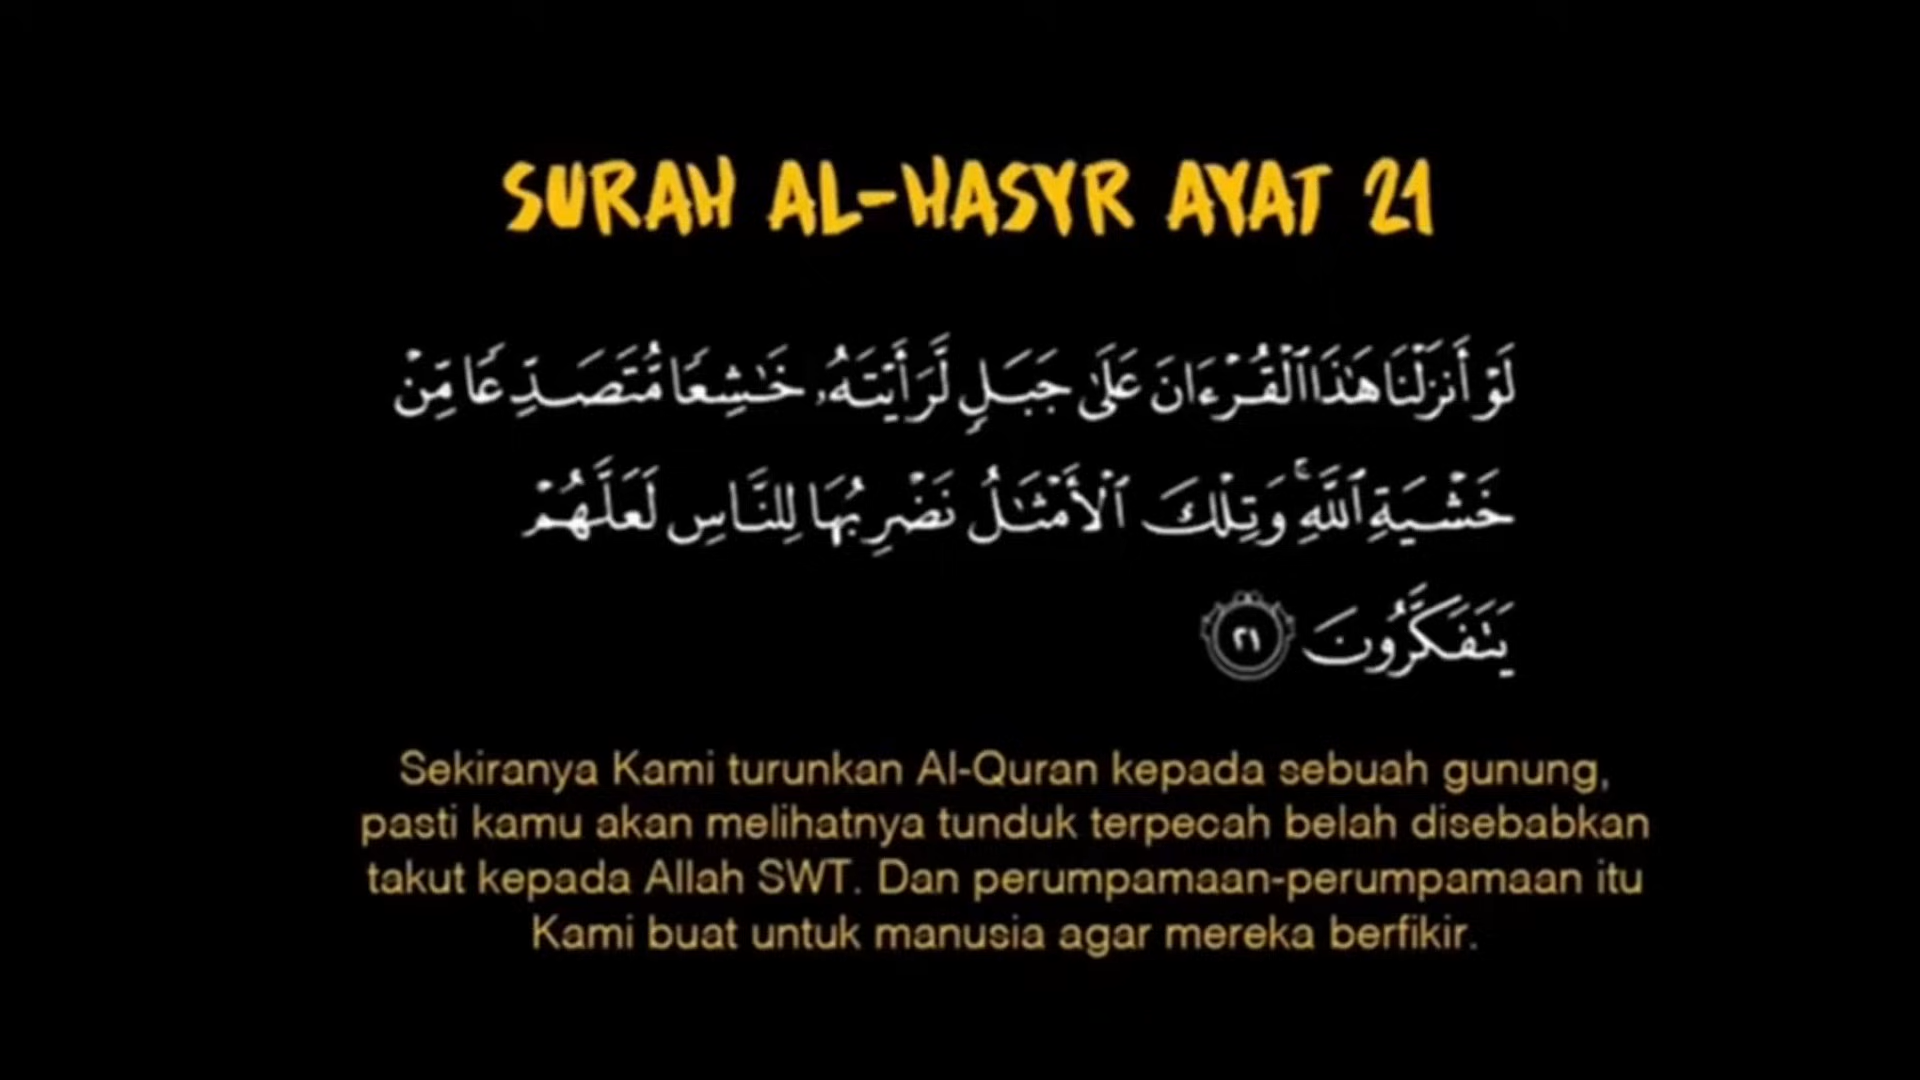 SURAH AL-HASYR AYAT 21
لَوْ أَنزَلْنَا هَٰذَا ٱلْقُرْءَانَ عَلَىٰ جَبَلٍ لَّرَأَيْتَهُۥ خَٰشِعًا مُّتَصَدِّعًا مِّنْ
خَشْيَةِ ٱللَّهِ ۚ وَتِلْكَ ٱلْأَمْثَٰلُ نَضْرِبُهَا لِلنَّاسِ لَعَلَّهُمْ
يَتَفَكَّرُونَ ٢١
Sekiranya Kami turunkan Al-Quran kepada sebuah gunung,
pasti kamu akan melihatnya tunduk terpecah belah disebabkan
takut kepada Allah SWT. Dan perumpamaan-perumpamaan itu
Kami buat untuk manusia agar mereka berfikir.